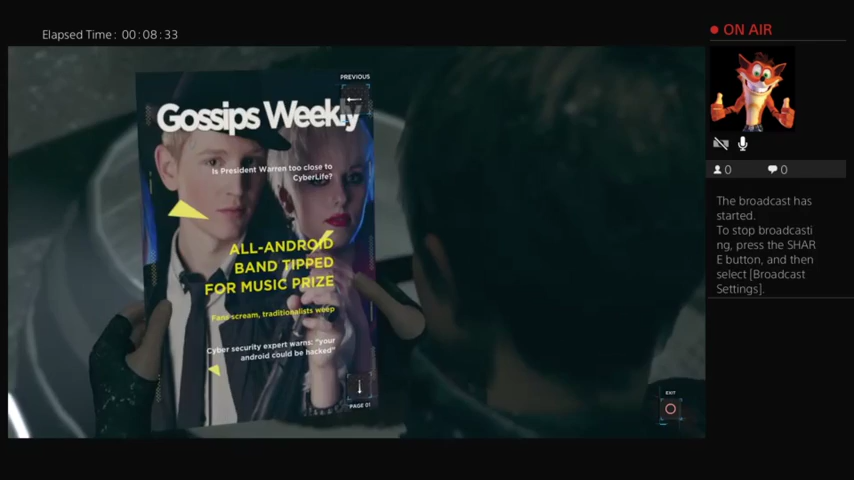 Elapsed Time: 00:08:33
ON AIR
PREVIOUS
Gossips Weekly
Is President Warren too close to
CyberLife?
ALL-ANDROID
BAND TIPPED
FOR MUSIC PRIZE
Fans scream, traditionalists weep
Cyber security expert warns: "your
android could be hacked"
PAGE 01
EXIT
0
0
The broadcast has
started.
To stop broadcasti
ng, press the SHAR
E button, and then
select [Broadcast
Settings].